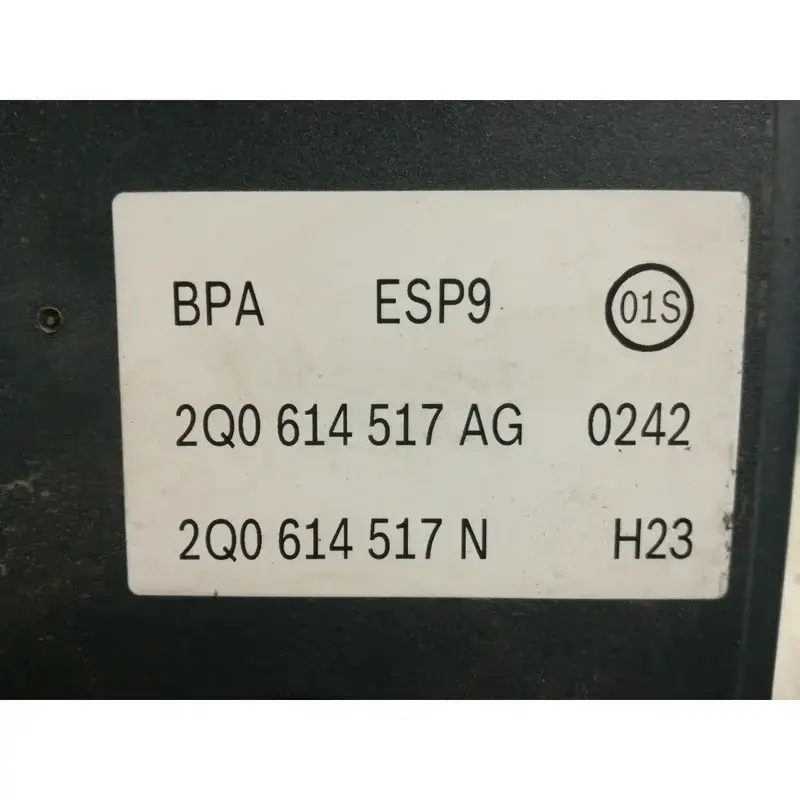 BPA ESP9 01S
2Q0 614 517 AG 0242
2Q0 614 517 N H23